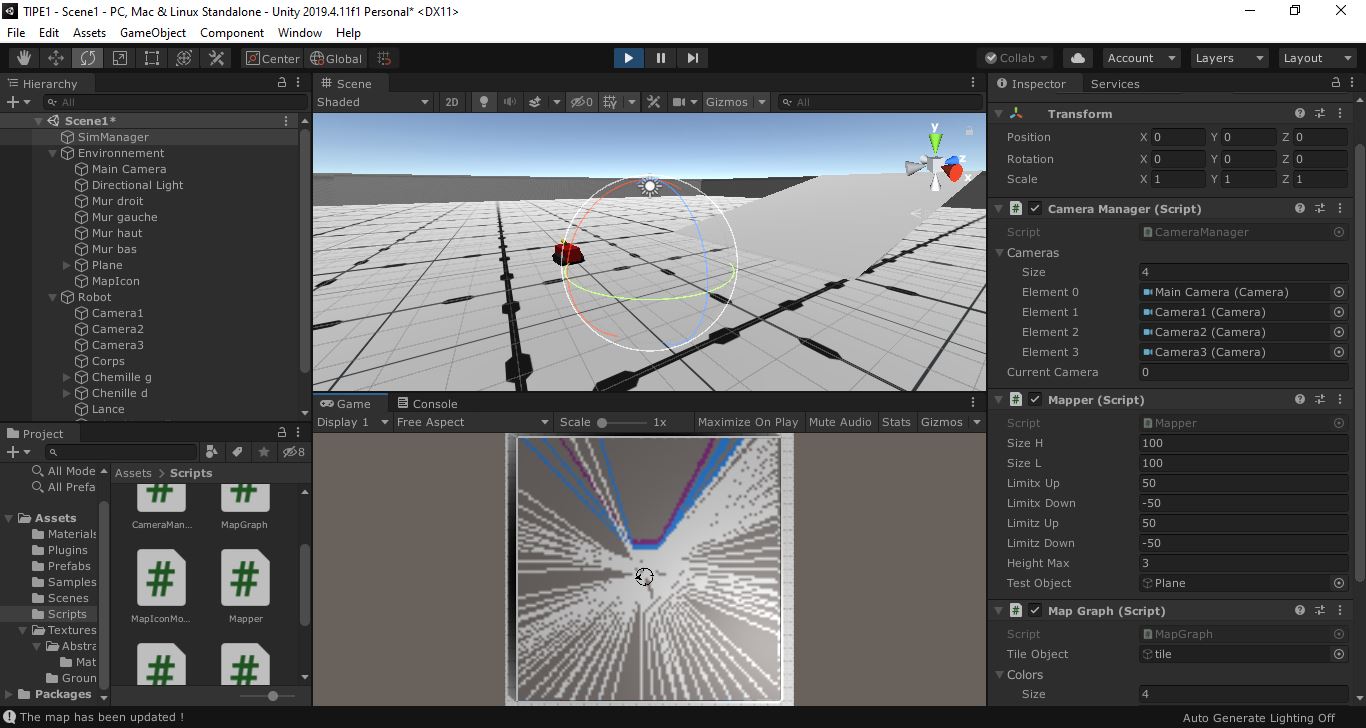 TIPE1 - Scene1 - PC, Mac & Linux Standalone - Unity 2019.4.11f1 Personal* <DX11>
File Edit Assets GameObject Component Window Help
Center Global Collab Account Layers Layout
Hierarchy
All
Scene1*
SimManager
Environnement
Main Camera
Directional Light
Mur droit
Mur gauche
Mur haut
Mur bas
Plane
MapIcon
Robot
Camera1
Camera2
Camera3
Corps
Chemille g
Chenille d
Lance
Scene
Shaded 2D 0 Gizmos All
y
z
x
Game Console
Display 1 Free Aspect Scale 1x Maximize On Play Mute Audio Stats Gizmos
Project
8
All Mode
All Prefa
Assets
Materials
Plugins
Prefabs
Samples
Scenes
Scripts
Textures
Abstra
Mat
Groun
Packages
Assets > Scripts
CameraMan...
MapGraph
MapIconMo...
Mapper
Inspector Services
Transform
Position X 0 Y 0 Z 0
Rotation X 0 Y 0 Z 0
Scale X 1 Y 1 Z 1
Camera Manager (Script)
Script CameraManager
Cameras
Size 4
Element 0 Main Camera (Camera)
Element 1 Camera1 (Camera)
Element 2 Camera2 (Camera)
Element 3 Camera3 (Camera)
Current Camera 0
Mapper (Script)
Script Mapper
Size H 100
Size L 100
Limitx Up 50
Limitx Down -50
Limitz Up 50
Limitz Down -50
Height Max 3
Test Object Plane
Map Graph (Script)
Script MapGraph
Tile Object tile
Colors
Size 4
The map has been updated !
Auto Generate Lighting Off